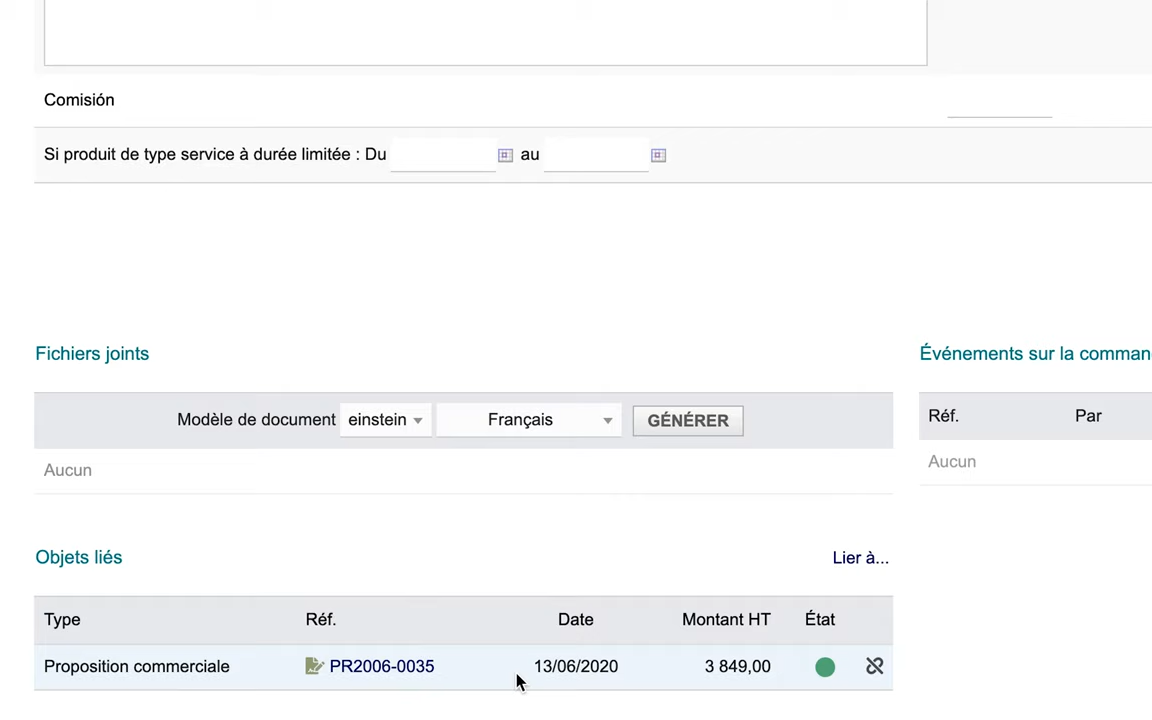 Comisión
Si produit de type service à durée limitée : Du au
Fichiers joints
Événements sur la comman
Modèle de document einstein Français GÉNÉRER
Réf. Par
Aucun
Aucun
Objets liés Lier à...
Type Réf. Date Montant HT État
Proposition commerciale PR2006-0035 13/06/2020 3 849,00